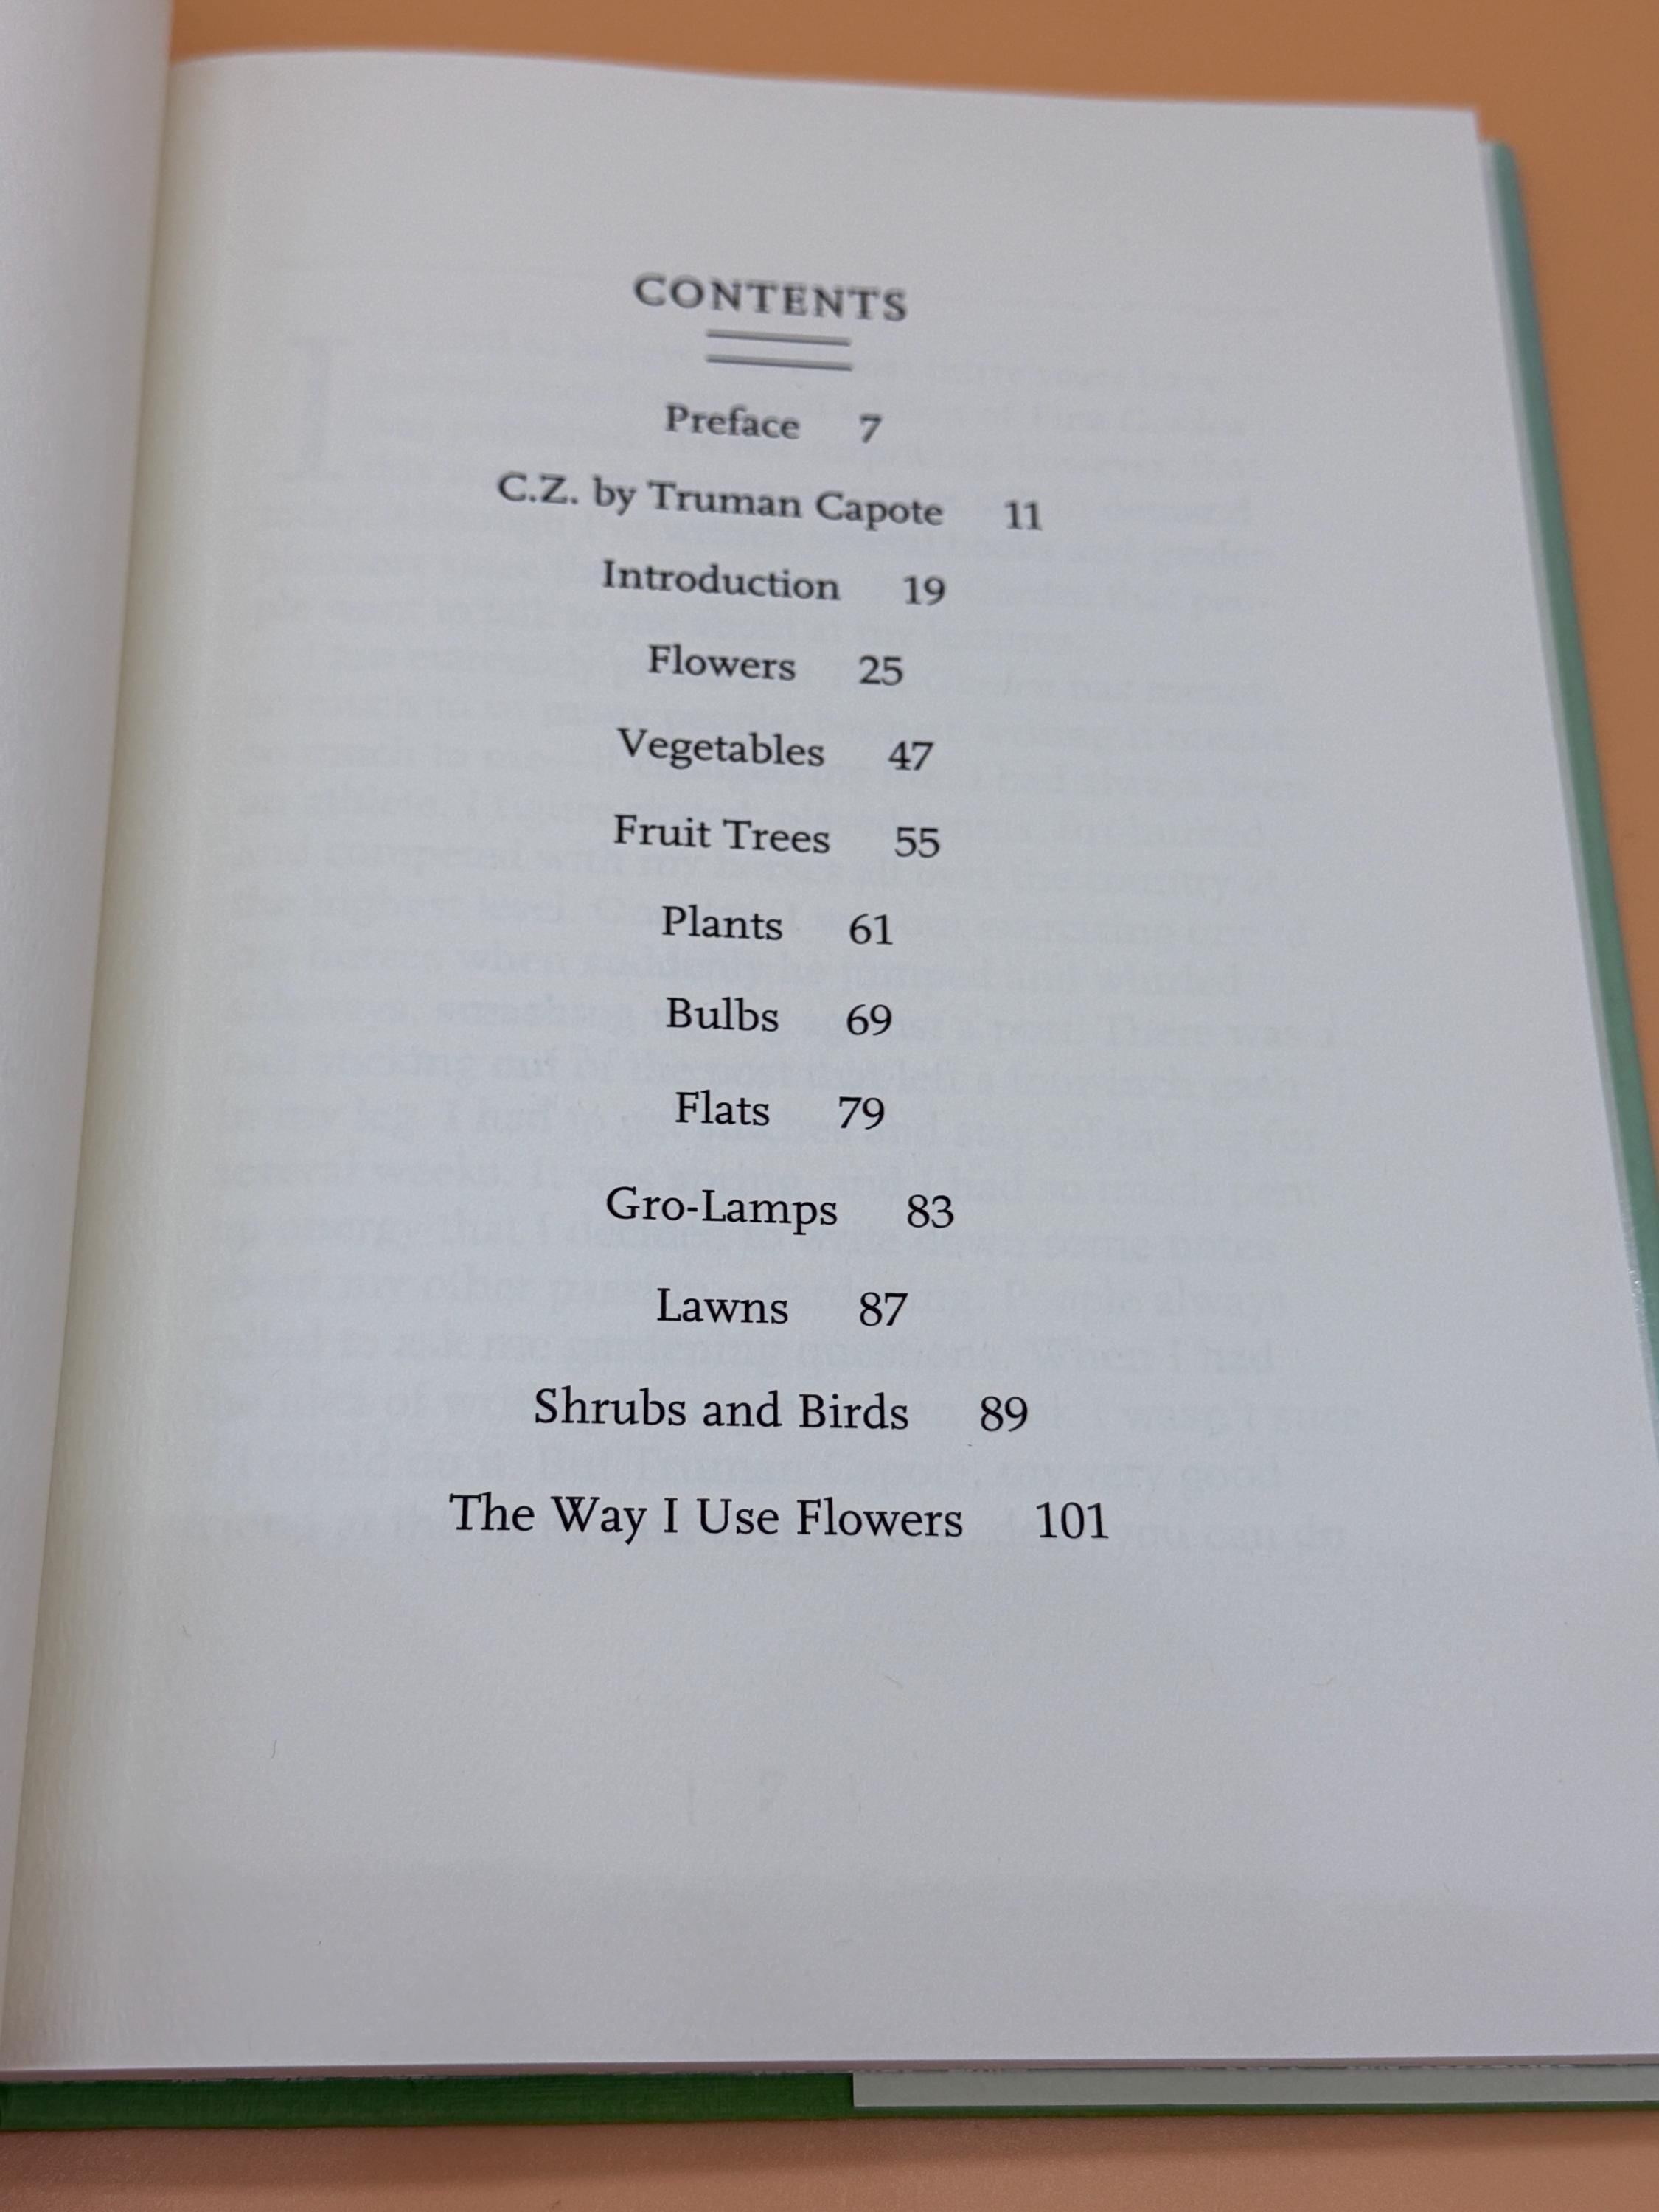 CONTENTS
Preface 7
C.Z. by Truman Capote 11
Introduction 19
Flowers 25
Vegetables 47
Fruit Trees 55
Plants 61
Bulbs 69
Flats 79
Gro-Lamps 83
Lawns 87
Shrubs and Birds 89
The Way I Use Flowers 101